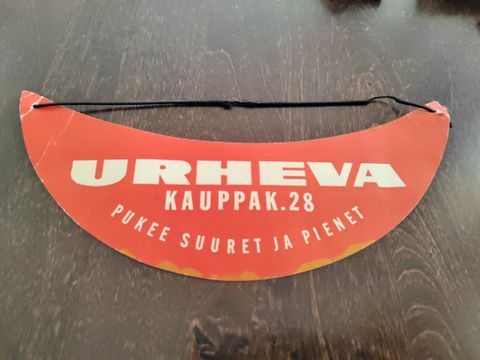 URHEVA
KAUPPAK.28
PUKEE SUURET JA PIENET